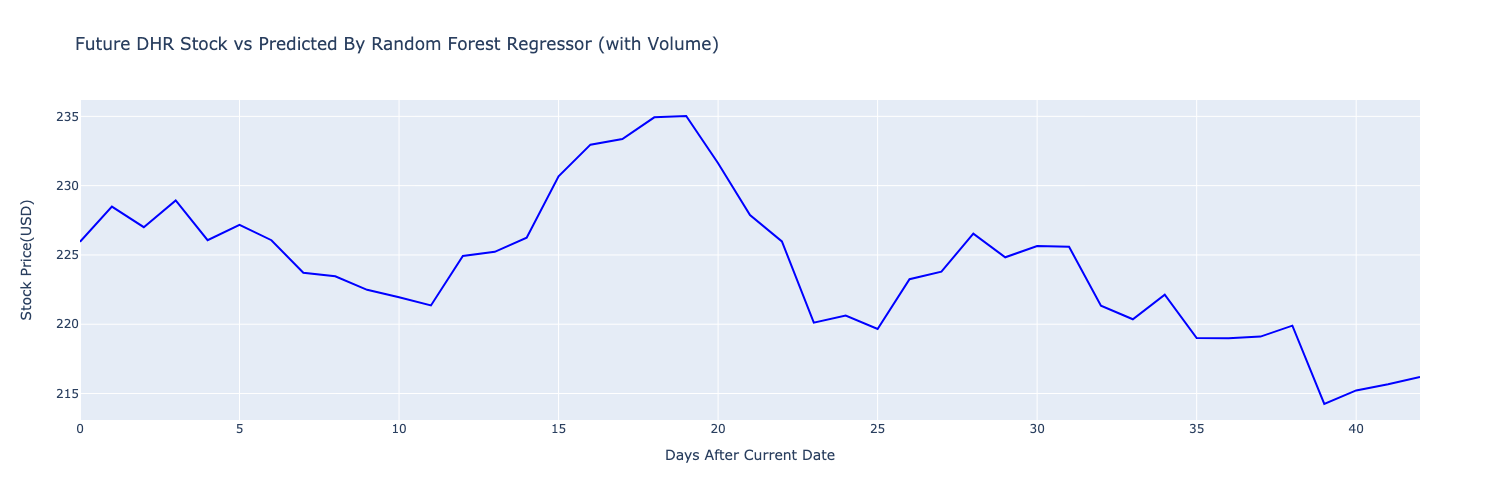 Future DHR Stock vs Predicted By Random Forest Regressor (with Volume)
Stock Price(USD)
235
230
225
220
215
0 5 10 15 20 25 30 35 40
Days After Current Date